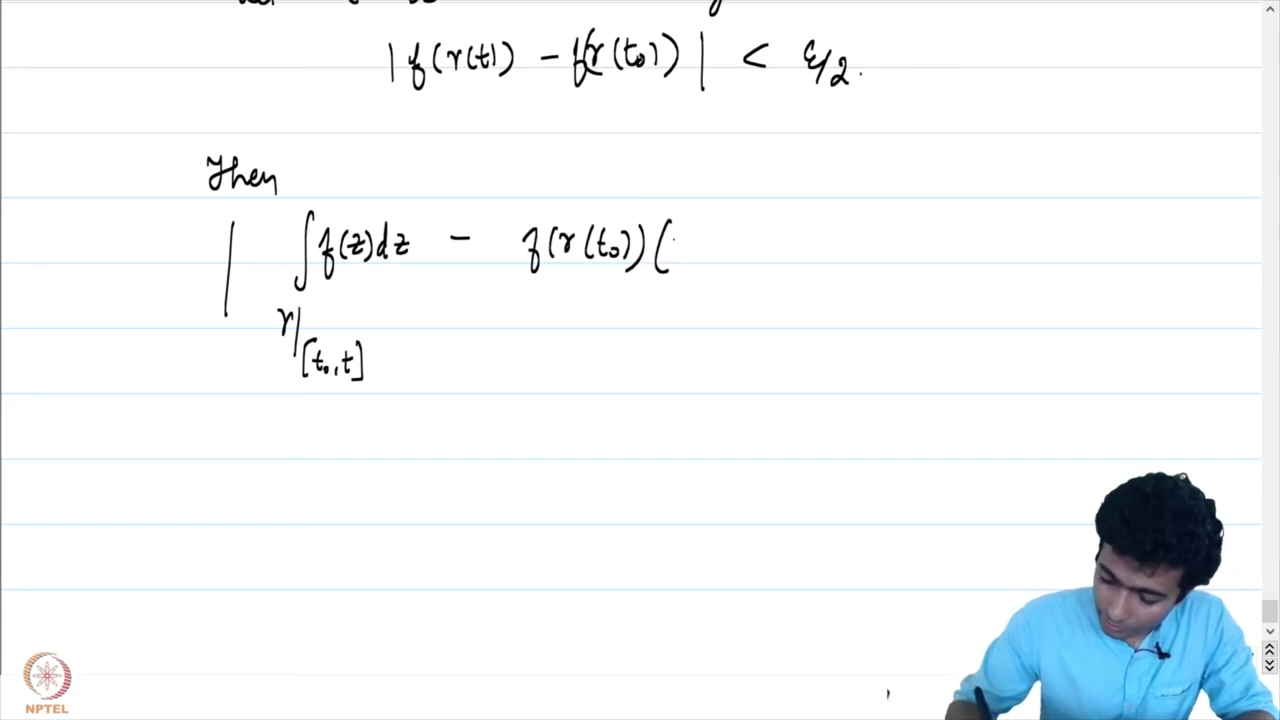 | f(γ(t)) - f(γ(t₀)) | < ε/2.
Then
| ∫ f(z)dz - f(γ(t₀))(
γ|[t₀,t]
NPTEL